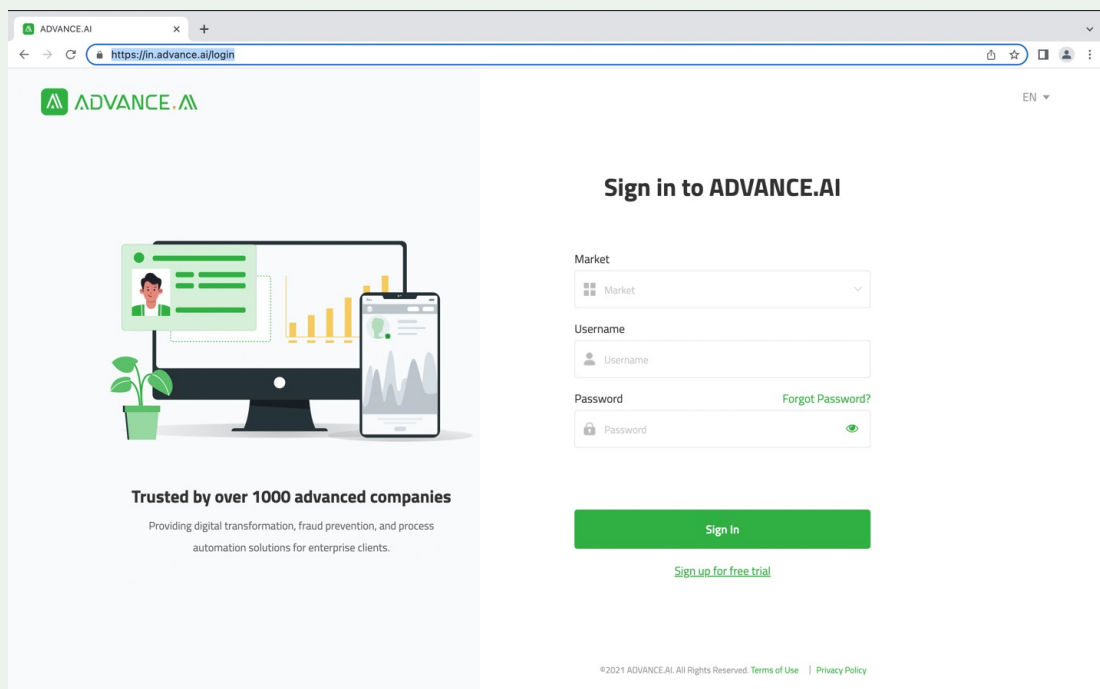 ADVANCE.AI
https://in.advance.ai/login
ADVANCE.AI
EN
Sign in to ADVANCE.AI
Market
Market
Username
Username
Password Forgot Password?
Password
Sign In
Sign up for free trial
Trusted by over 1000 advanced companies
Providing digital transformation, fraud prevention, and process
automation solutions for enterprise clients.
©2021 ADVANCE.AI. All Rights Reserved. Terms of Use | Privacy Policy